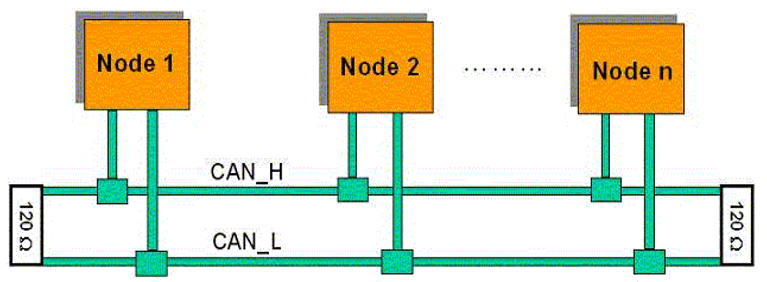 Node 1
Node 2
.........
Node n
CAN_H
120 Ω
120 Ω
CAN_L